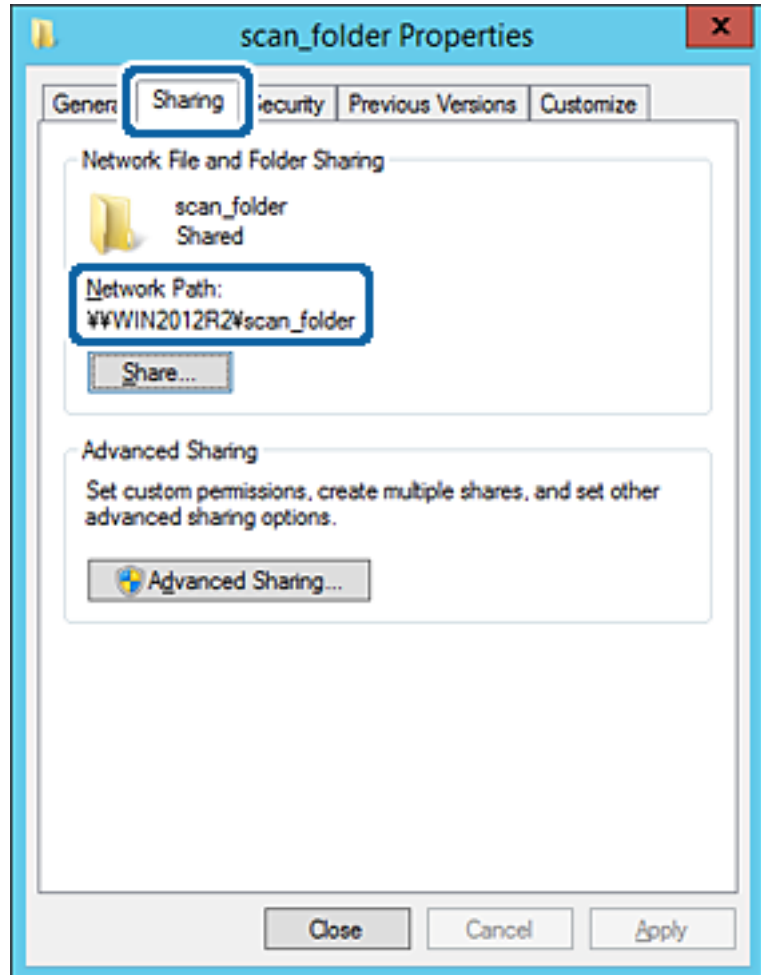 scan_folder Properties
x
Genera Sharing ecurity Previous Versions Customize
Network File and Folder Sharing
scan_folder
Shared
Network Path:
¥¥WIN2012R2¥scan_folder
Share...
Advanced Sharing
Set custom permissions, create multiple shares, and set other
advanced sharing options.
Advanced Sharing...
Close Cancel Apply